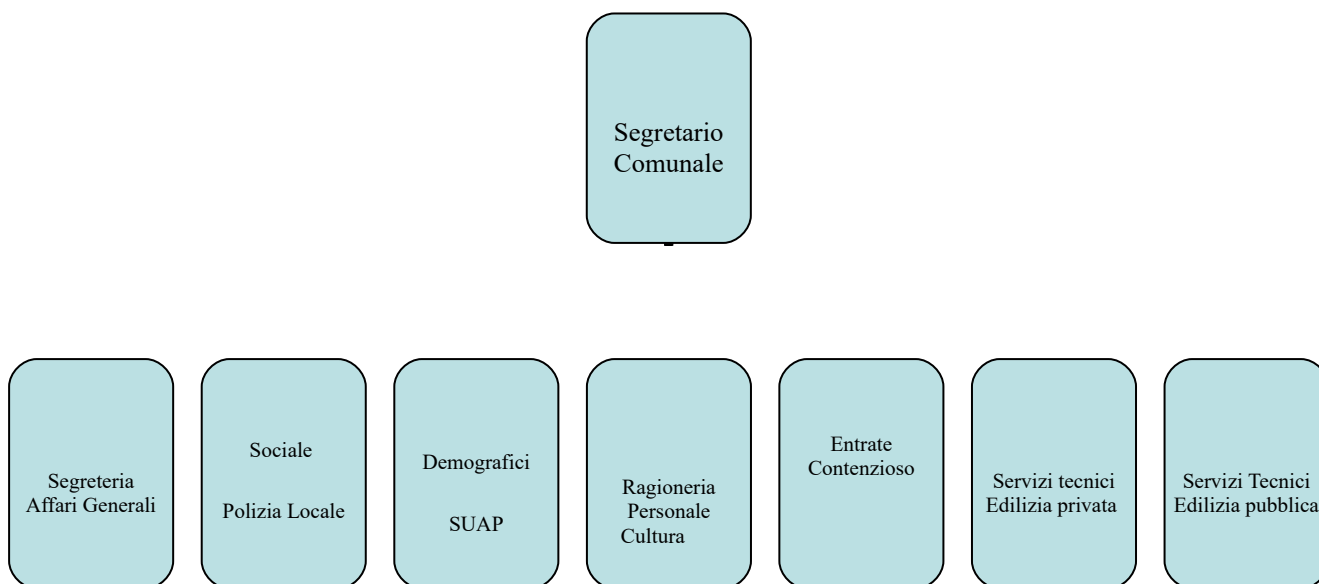 Segretario
Comunale
Segreteria
Affari Generali
Sociale
Polizia Locale
Demografici
SUAP
Ragioneria
Personale
Cultura
Entrate
Contenzioso
Servizi tecnici
Edilizia privata
Servizi Tecnici
Edilizia pubblica